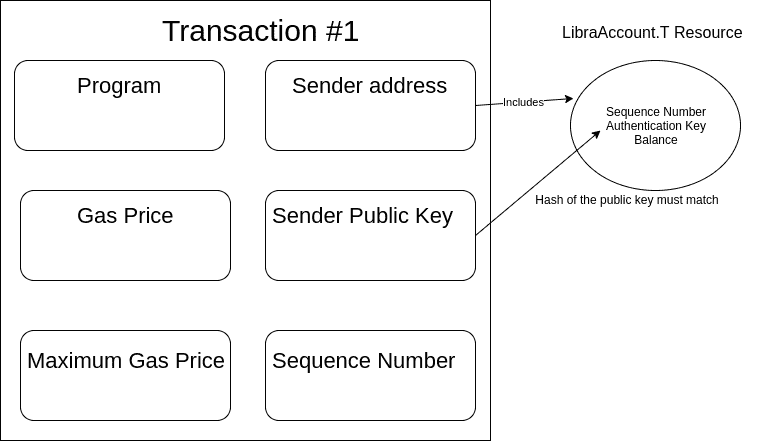 Transaction #1
LibraAccount.T Resource
Program
Sender address
Includes
Sequence Number
Authentication Key
Balance
Gas Price
Sender Public Key
Hash of the public key must match
Maximum Gas Price
Sequence Number